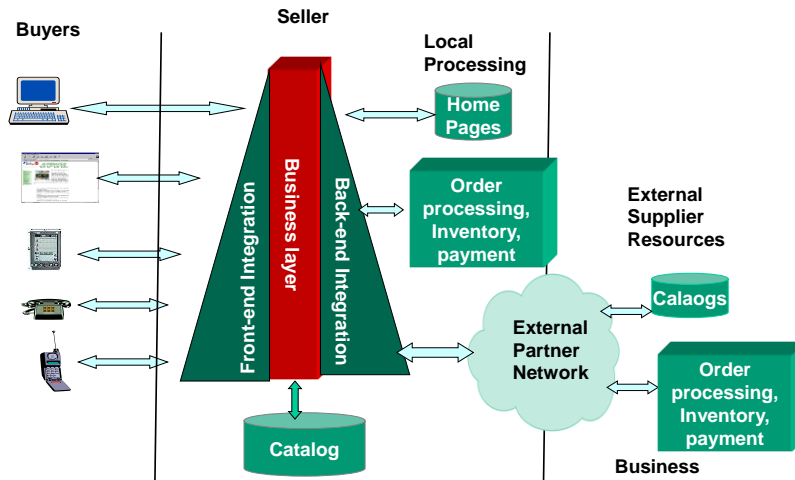 Seller
Buyers
Local
Processing
Home
Pages
Front-end Integration
Business layer
Back-end Integration
Order
processing,
Inventory,
payment
External
Supplier
Resources
Calaogs
External
Partner
Network
Order
processing,
Inventory,
payment
Catalog
Business